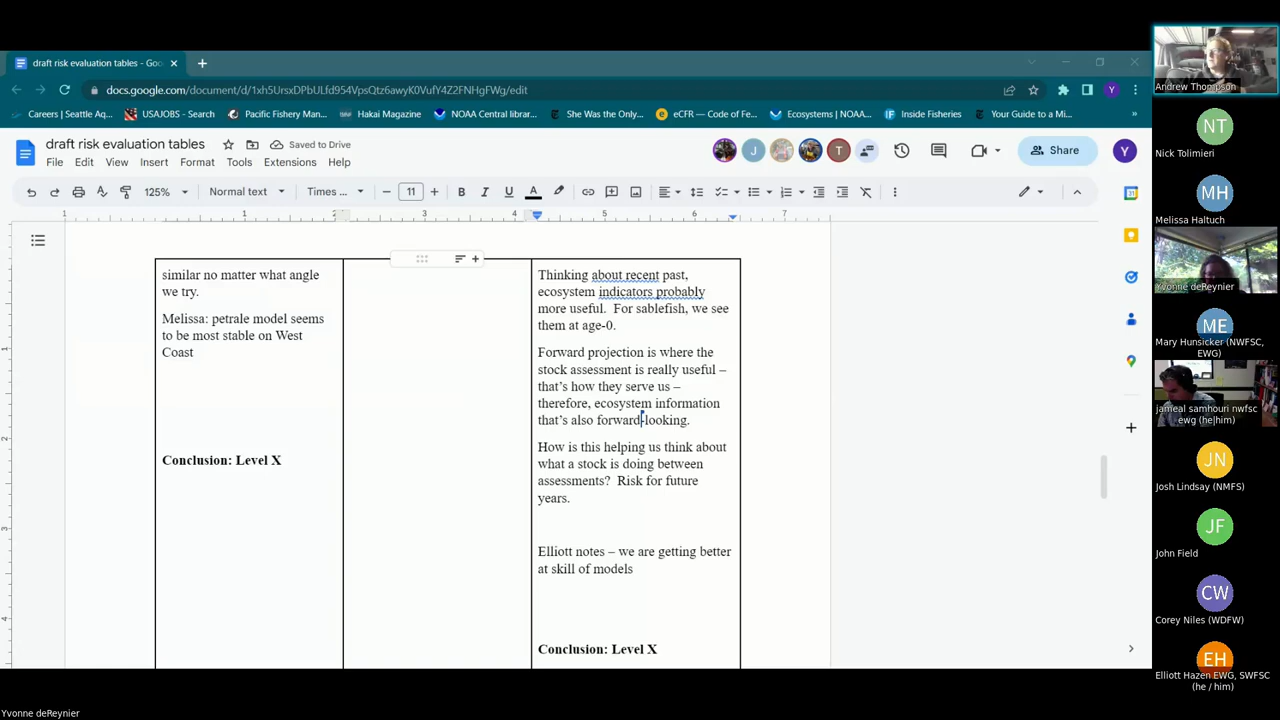 draft risk evaluation tables - Goo
docs.google.com/document/d/1xh5UrsxDPbULfd954VpsQtz6awyK0VufY4Z2FNHgFWg/edit
Careers | Seattle Aq...
USAJOBS - Search
Pacific Fishery Man...
Hakai Magazine
NOAA Central library...
She Was the Only...
eCFR — Code of Fe...
Ecosystems | NOAA...
Inside Fisheries
Your Guide to a Mi...
draft risk evaluation tables
Saved to Drive
File Edit View Insert Format Tools Extensions Help
Share
Y
J
T
125%
Normal text
Times ...
11
similar no matter what angle
we try.
Melissa: petrale model seems
to be most stable on West
Coast
Conclusion: Level X
Thinking about recent past,
ecosystem indicators probably
more useful. For sablefish, we see
them at age-0.
Forward projection is where the
stock assessment is really useful –
that's how they serve us –
therefore, ecosystem information
that's also forward-looking.
How is this helping us think about
what a stock is doing between
assessments? Risk for future
years.
Elliott notes – we are getting better
at skill of models
Conclusion: Level X
Andrew Thompson
NT
Nick Tolimieri
MH
Melissa Haltuch
Yvonne deReynier
ME
Mary Hunsicker (NWFSC,
EWG)
jameal samhouri nwfsc
ewg (he|him)
JN
Josh Lindsay (NMFS)
JF
John Field
CW
Corey Niles (WDFW)
EH
Elliott Hazen EWG, SWFSC
(he / him)
Yvonne deReynier